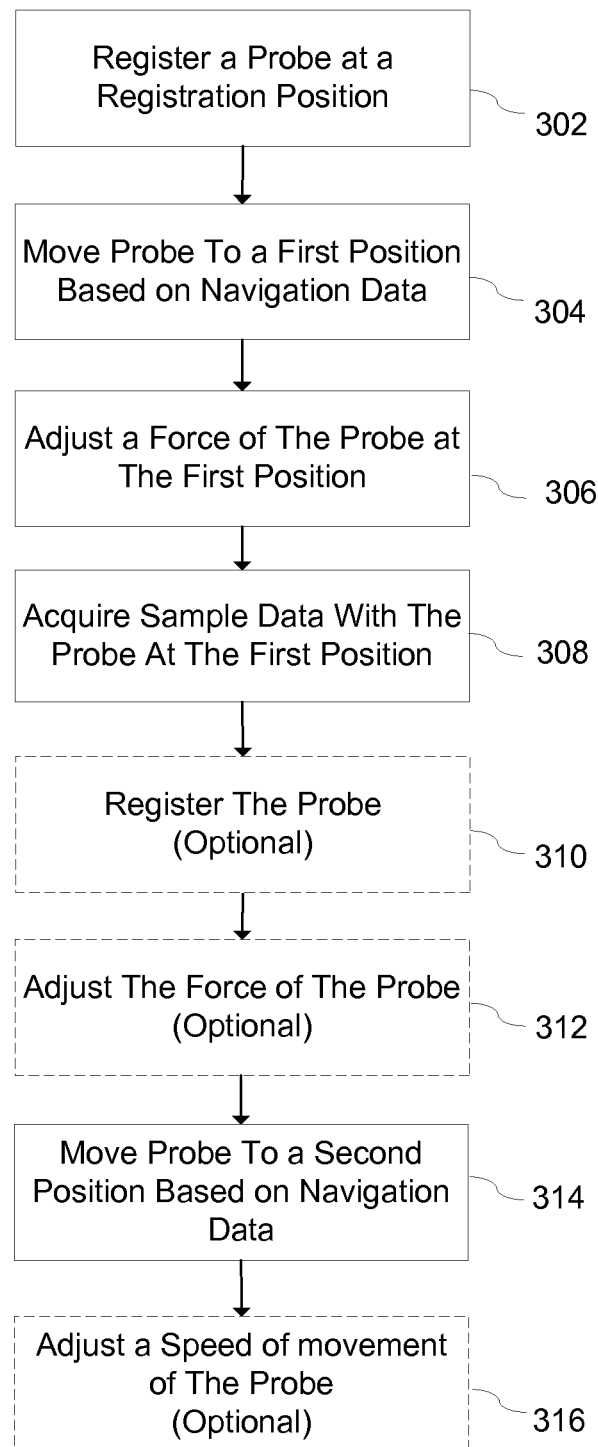 Register a Probe at a
Registration Position
302
Move Probe To a First Position
Based on Navigation Data
304
Adjust a Force of The Probe at
The First Position
306
Acquire Sample Data With The
Probe At The First Position
308
Register The Probe
(Optional)
310
Adjust The Force of The Probe
(Optional)
312
Move Probe To a Second
Position Based on Navigation
Data
314
Adjust a Speed of movement
of The Probe
(Optional)
316